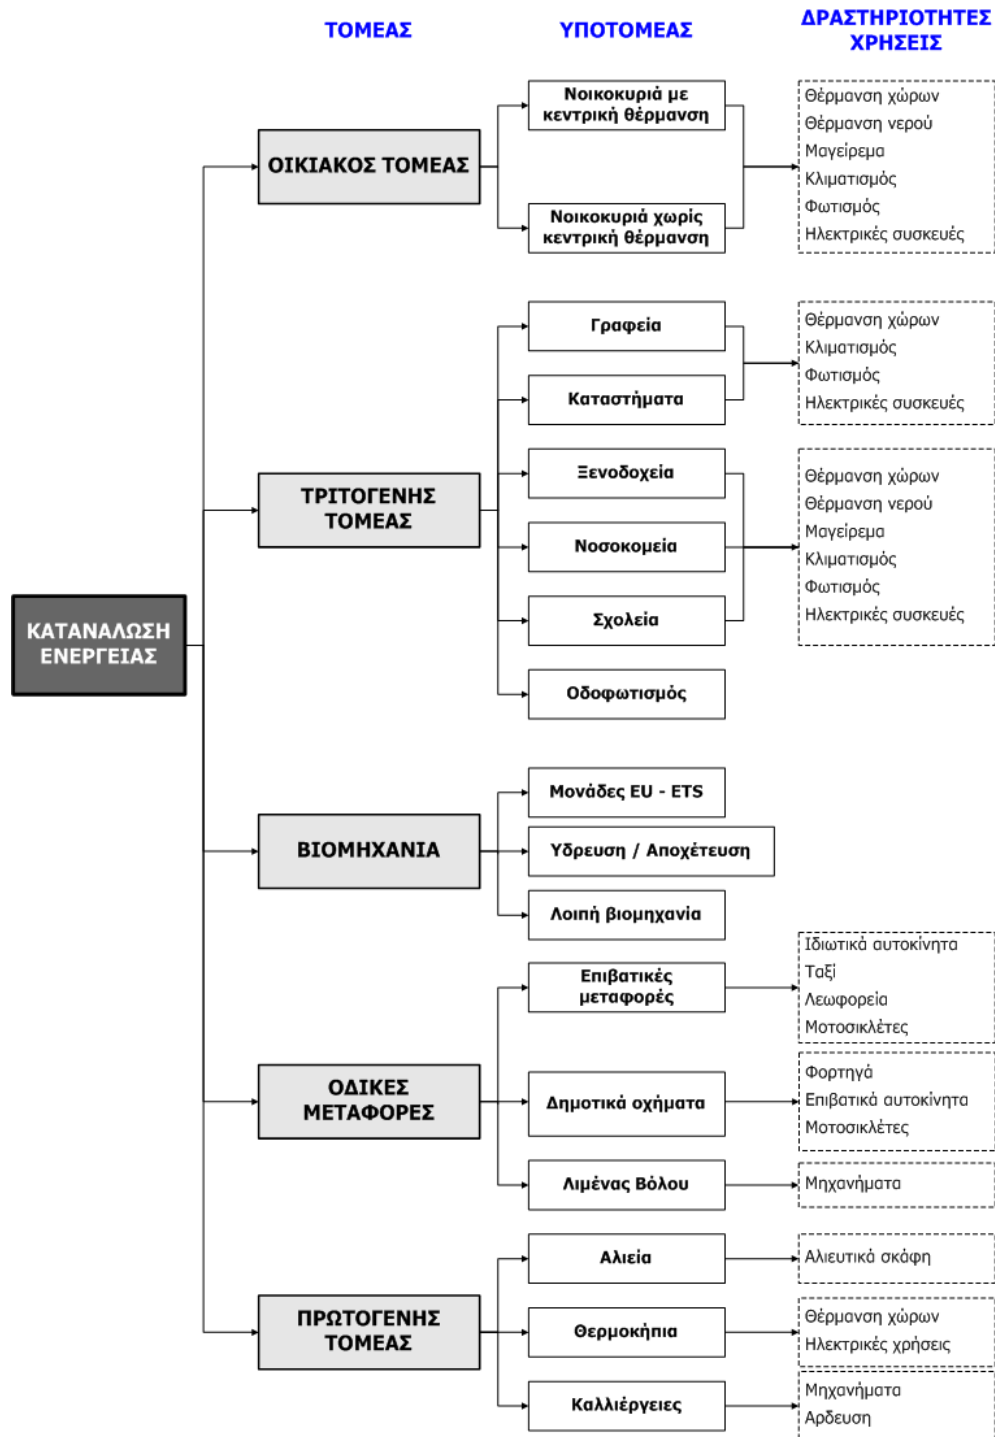 ΤΟΜΕΑΣ
ΥΠΟΤΟΜΕΑΣ
ΔΡΑΣΤΗΡΙΟΤΗΤΕΣ
ΧΡΗΣΕΙΣ
ΚΑΤΑΝΑΛΩΣΗ
ΕΝΕΡΓΕΙΑΣ
ΟΙΚΙΑΚΟΣ ΤΟΜΕΑΣ
Νοικοκυριά με
κεντρική θέρμανση
Νοικοκυριά χωρίς
κεντρική θέρμανση
Θέρμανση χώρων
Θέρμανση νερού
Μαγείρεμα
Κλιματισμός
Φωτισμός
Ηλεκτρικές συσκευές
ΤΡΙΤΟΓΕΝΗΣ
ΤΟΜΕΑΣ
Γραφεία
Καταστήματα
Θέρμανση χώρων
Κλιματισμός
Φωτισμός
Ηλεκτρικές συσκευές
Ξενοδοχεία
Νοσοκομεία
Σχολεία
Θέρμανση χώρων
Θέρμανση νερού
Μαγείρεμα
Κλιματισμός
Φωτισμός
Ηλεκτρικές συσκευές
Οδοφωτισμός
ΒΙΟΜΗΧΑΝΙΑ
Μονάδες EU - ETS
Υδρευση / Αποχέτευση
Λοιπή βιομηχανία
ΟΔΙΚΕΣ
ΜΕΤΑΦΟΡΕΣ
Επιβατικές
μεταφορές
Ιδιωτικά αυτοκίνητα
Ταξί
Λεωφορεία
Μοτοσικλέτες
Δημοτικά οχήματα
Φορτηγά
Επιβατικά αυτοκίνητα
Μοτοσικλέτες
Λιμένας Βόλου
Μηχανήματα
ΠΡΩΤΟΓΕΝΗΣ
ΤΟΜΕΑΣ
Αλιεία
Αλιευτικά σκάφη
Θερμοκήπια
Θέρμανση χώρων
Ηλεκτρικές χρήσεις
Καλλιέργειες
Μηχανήματα
Αρδευση